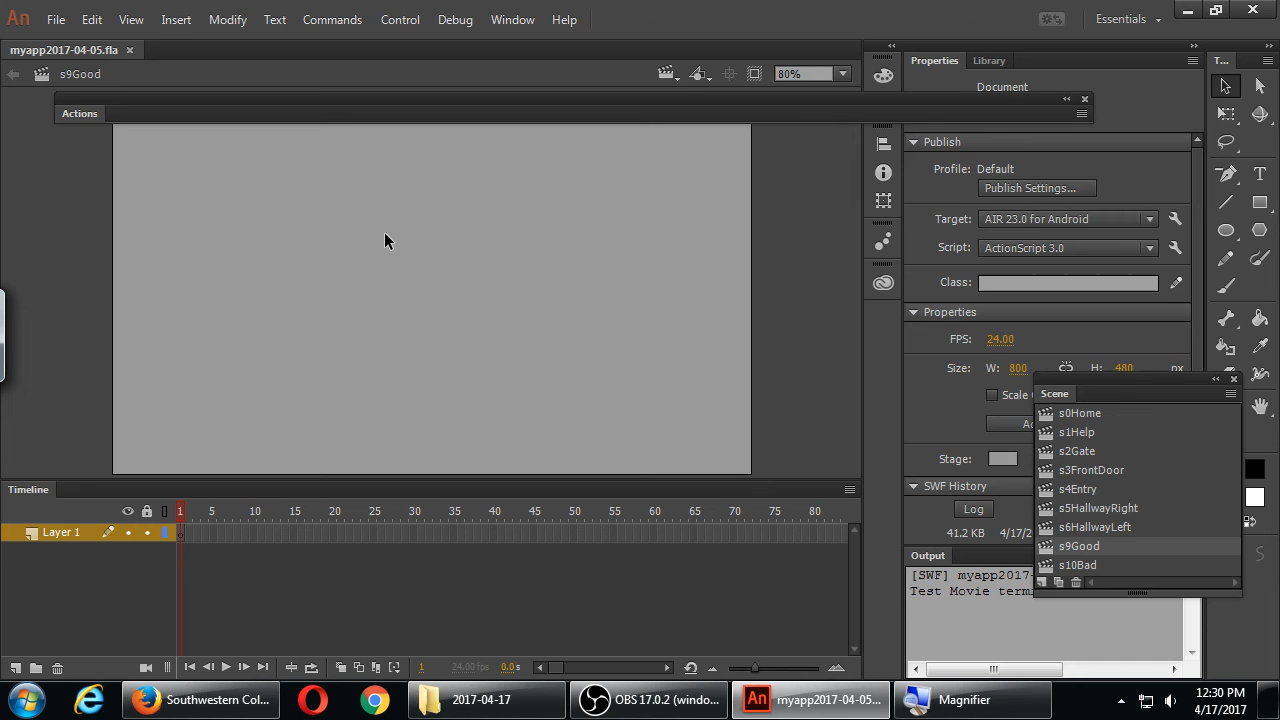 An File Edit View Insert Modify Text Commands Control Debug Window Help Essentials
myapp2017-04-05.fla
s9Good 80%
Actions
Properties Library
Document
Publish
Profile: Default
Publish Settings...
Target: AIR 23.0 for Android
Script: ActionScript 3.0
Class:
Properties
FPS: 24.00
Size: W: 800 H: 480 px
Scale
Stage:
SWF History
Log
41.2 KB 4/17/
Output
[SWF] myapp2017-
Test Movie term
T...
Scene
s0Home
s1Help
s2Gate
s3FrontDoor
s4Entry
s5HallwayRight
s6HallwayLeft
s9Good
s10Bad
Timeline
1 5 10 15 20 25 30 35 40 45 50 55 60 65 70 75 80
Layer 1
1 24.00 fps 0.0 s
Southwestern Col... 2017-04-17 OBS 17.0.2 (windo... An myapp2017-04-05... Magnifier
12:30 PM
4/17/2017